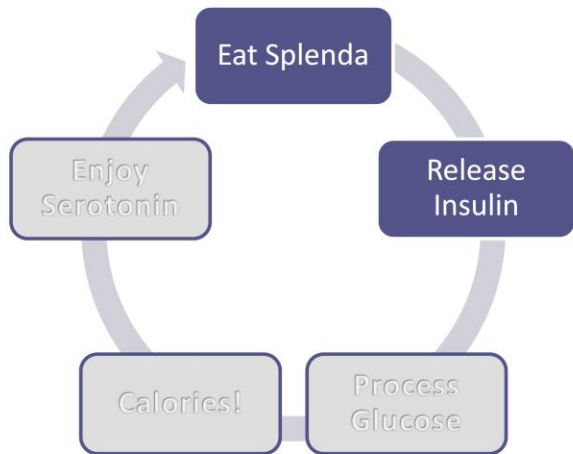 Eat Splenda
Release
Insulin
Process
Glucose
Calories!
Enjoy
Serotonin